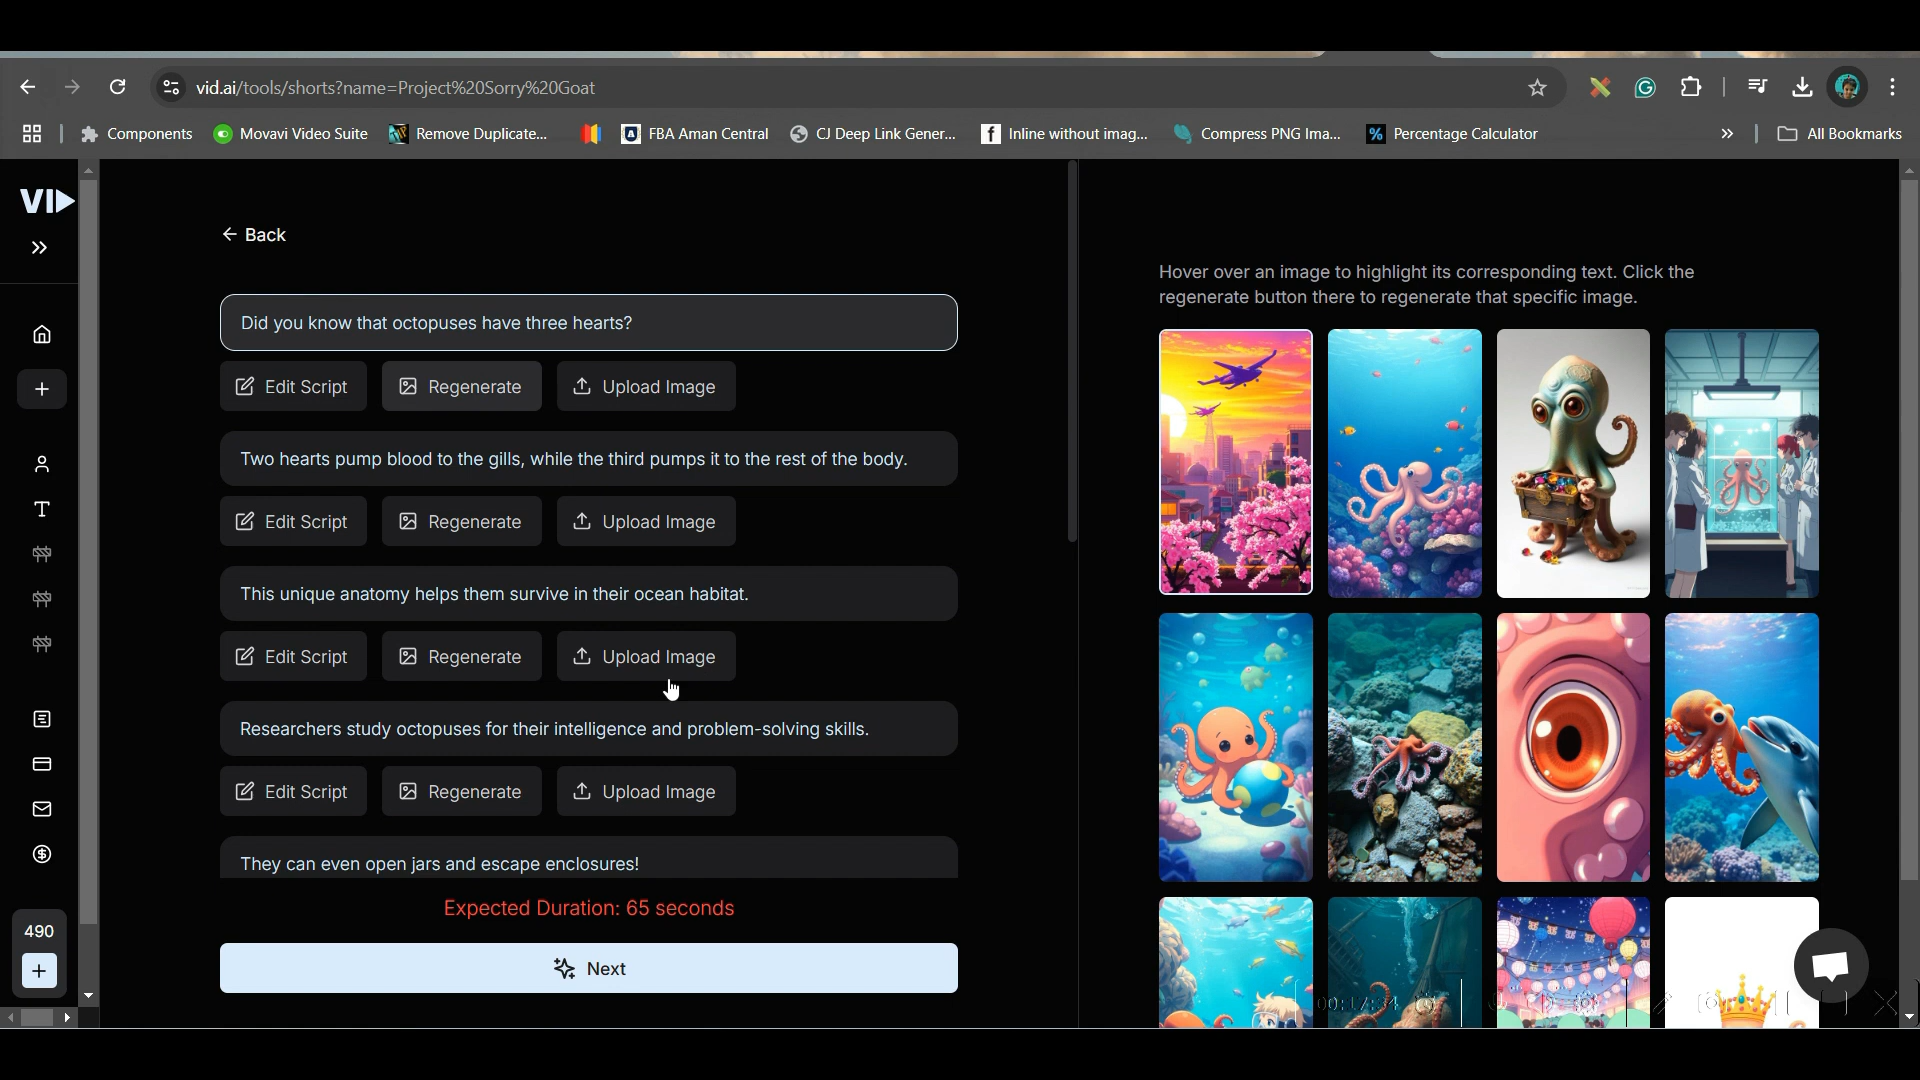 vid.ai/tools/shorts?name=Project%20Sorry%20Goat
Components
Movavi Video Suite
Remove Duplicate...
FBA Aman Central
CJ Deep Link Gener...
Inline without imag...
Compress PNG Ima...
Percentage Calculator
All Bookmarks
VID
Back
Hover over an image to highlight its corresponding text. Click the
regenerate button there to regenerate that specific image.
Did you know that octopuses have three hearts?
Edit Script Regenerate Upload Image
Two hearts pump blood to the gills, while the third pumps it to the rest of the body.
Edit Script Regenerate Upload Image
This unique anatomy helps them survive in their ocean habitat.
Edit Script Regenerate Upload Image
Researchers study octopuses for their intelligence and problem-solving skills.
Edit Script Regenerate Upload Image
They can even open jars and escape enclosures!
Expected Duration: 65 seconds
490
Next
00:17:34